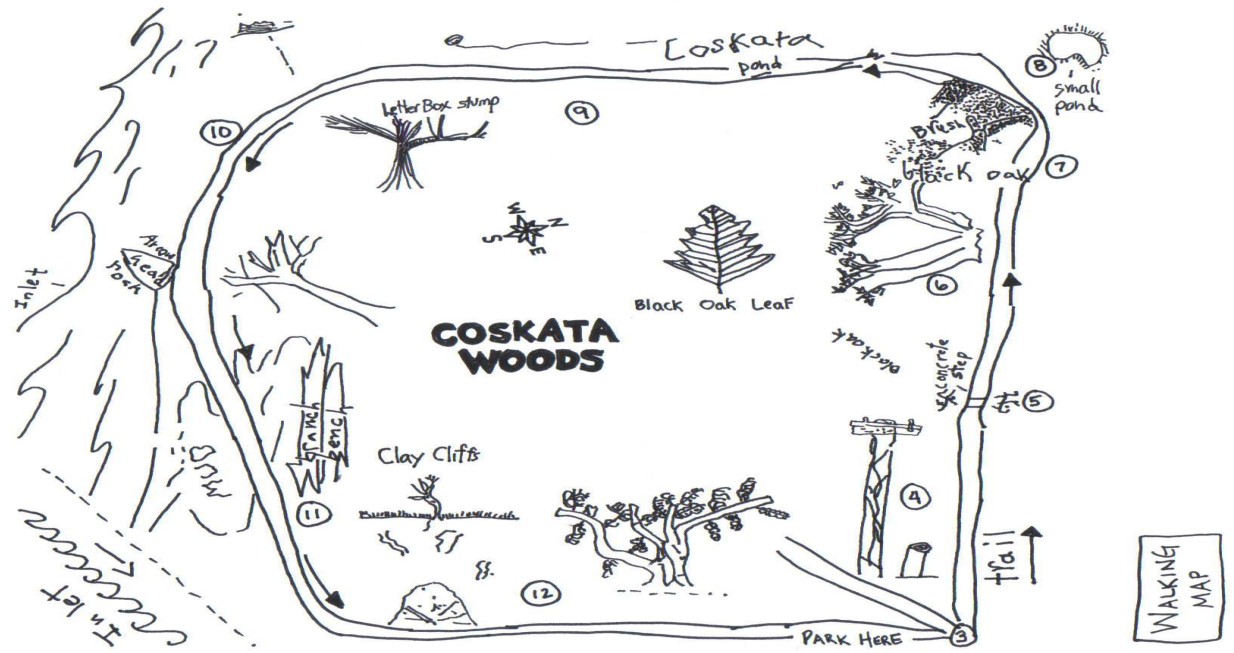 Coskata
pond
8
small
pond
Letter Box stump
9
10
Brush
7
black oak
W
N
S
E
Arrow
Head
Rock
Inlet
6
Black Oak Leaf
COSKATA
WOODS
Black oak
concrete
step
5
Bench
Clay Cliffs
4
11
trail
WALKING
MAP
12
Inlet
PARK HERE
3